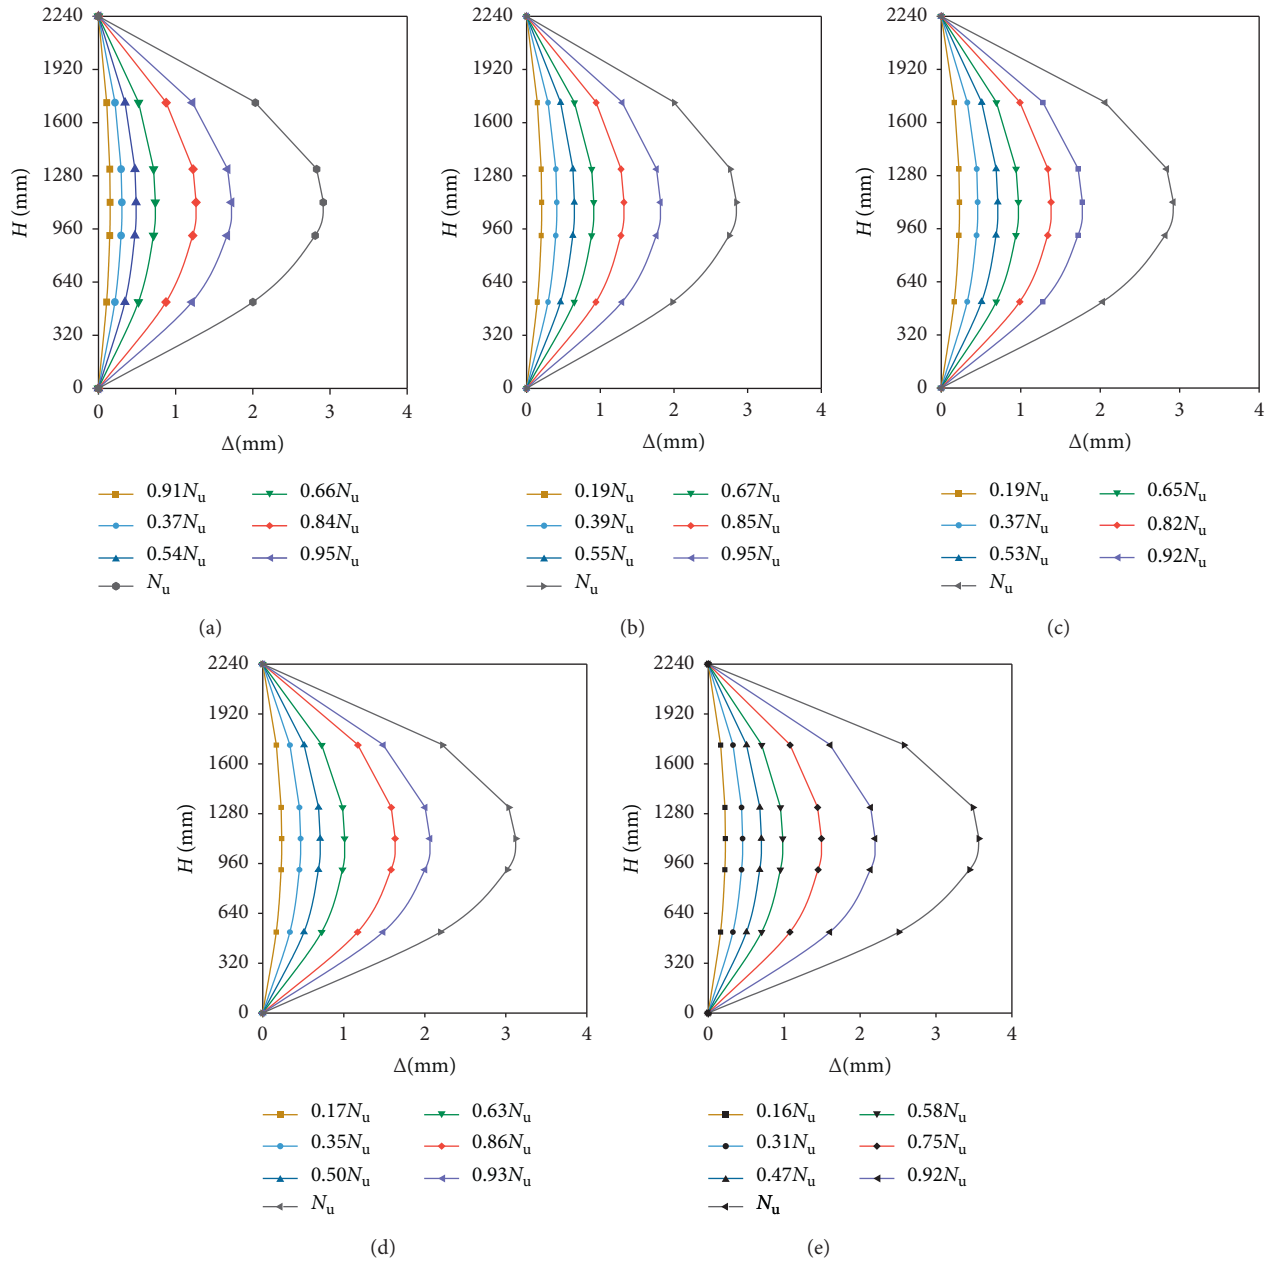 2240
1920
1600
1280
960
640
320
0
H (mm)
0 1 2 3 4
Δ(mm)
0.91Nu 0.66Nu
0.37Nu 0.84Nu
0.54Nu 0.95Nu
Nu
(a)
2240
1920
1600
1280
960
640
320
0
H (mm)
0 1 2 3 4
Δ(mm)
0.19Nu 0.67Nu
0.39Nu 0.85Nu
0.55Nu 0.95Nu
Nu
(b)
2240
1920
1600
1280
960
640
320
0
H (mm)
0 1 2 3 4
Δ(mm)
0.19Nu 0.65Nu
0.37Nu 0.82Nu
0.53Nu 0.92Nu
Nu
(c)
2240
1920
1600
1280
960
640
320
0
H (mm)
0 1 2 3 4
Δ(mm)
0.17Nu 0.63Nu
0.35Nu 0.86Nu
0.50Nu 0.93Nu
Nu
(d)
2240
1920
1600
1280
960
640
320
0
H (mm)
0 1 2 3 4
Δ(mm)
0.16Nu 0.58Nu
0.31Nu 0.75Nu
0.47Nu 0.92Nu
Nu
(e)